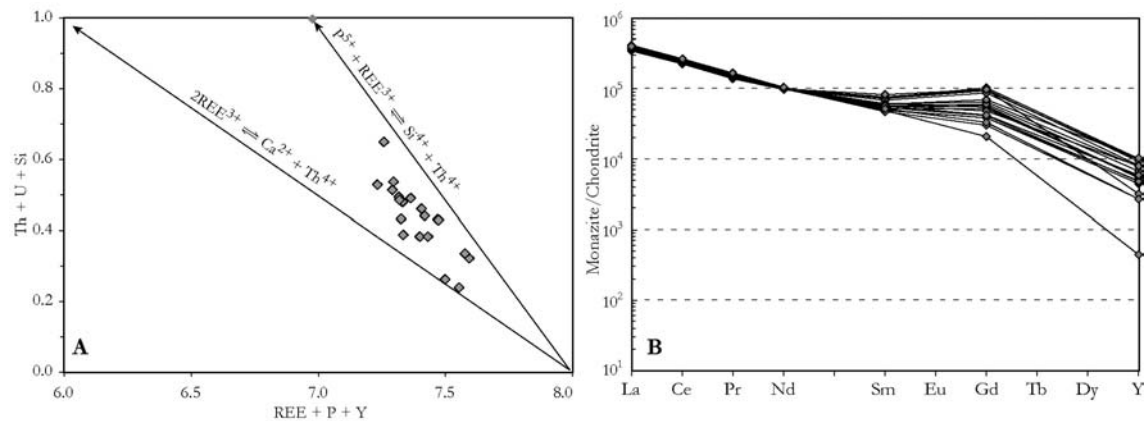 1.0
0.8
0.6
0.4
0.2
0.0
Th + U + Si
2REE³⁺ ⇌ Ca²⁺ + Th⁴⁺
P⁵⁺ + REE³⁺ ⇌ Si⁴⁺ + Th⁴⁺
A
6.0 6.5 7.0 7.5 8.0
REE + P + Y
10⁶
10⁵
10⁴
10³
10²
10¹
Monazite/Chondrite
B
La Ce Pr Nd Sm Eu Gd Tb Dy Y